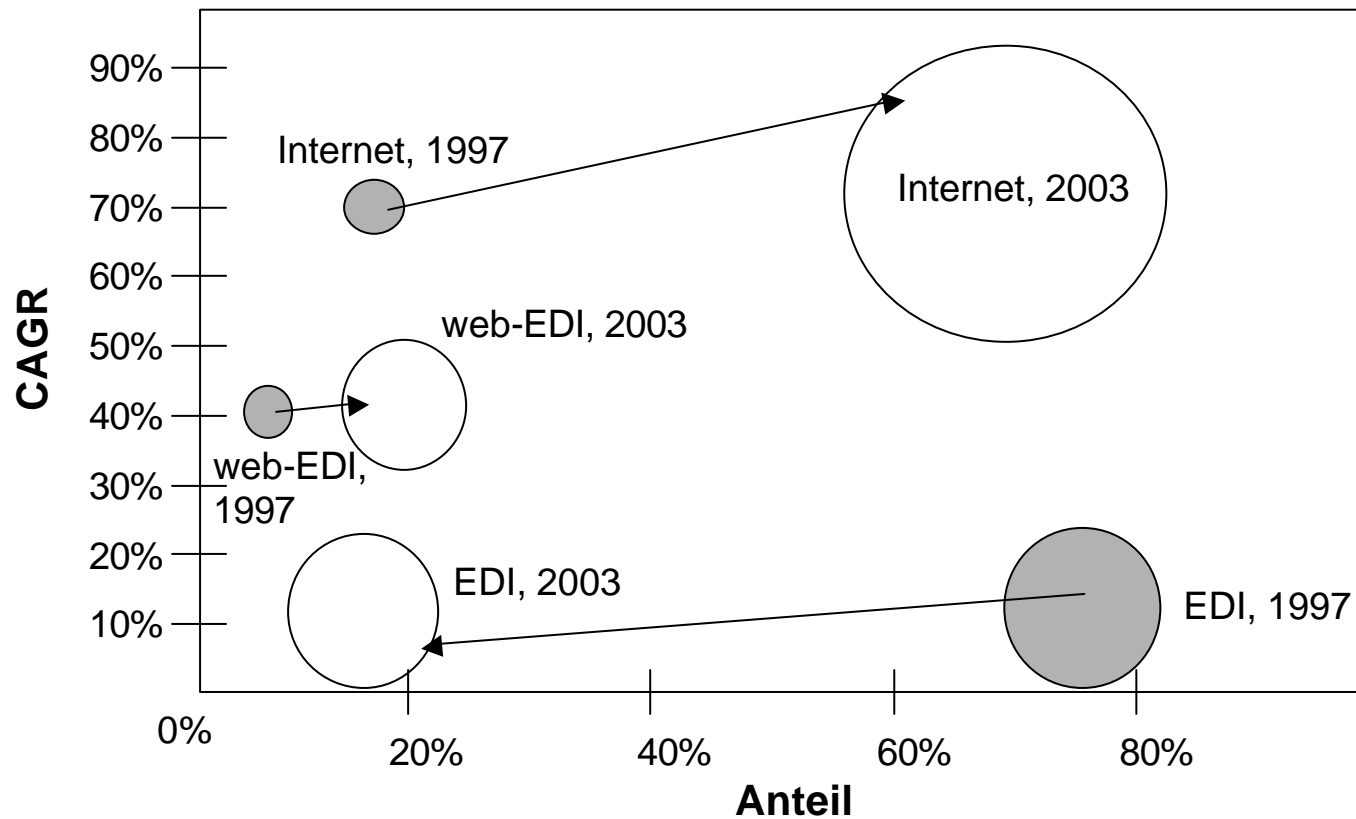 90%
80%
Internet, 1997
70%
Internet, 2003
60%
web-EDI, 2003
50%
CAGR
40%
web-EDI,
1997
30%
20%
EDI, 2003
EDI, 1997
10%
0%
20%
40%
60%
80%
Anteil